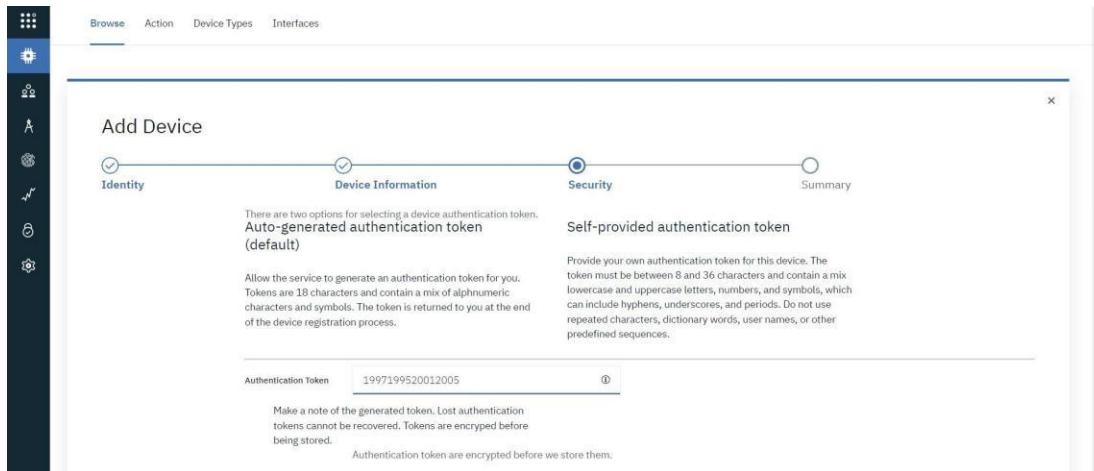 Browse Action Device Types Interfaces
Add Device
Identity Device Information Security Summary
There are two options for selecting a device authentication token.
Auto-generated authentication token
(default)
Allow the service to generate an authentication token for you.
Tokens are 18 characters and contain a mix of alphnumeric
characters and symbols. The token is returned to you at the end
of the device registration process.
Self-provided authentication token
Provide your own authentication token for this device. The
token must be between 8 and 36 characters and contain a mix
lowercase and uppercase letters, numbers, and symbols, which
can include hyphens, underscores, and periods. Do not use
repeated characters, dictionary words, user names, or other
predefined sequences.
Authentication Token 1997199520012005
Make a note of the generated token. Lost authentication
tokens cannot be recovered. Tokens are encryped before
being stored.
Authentication token are encrypted before we store them.